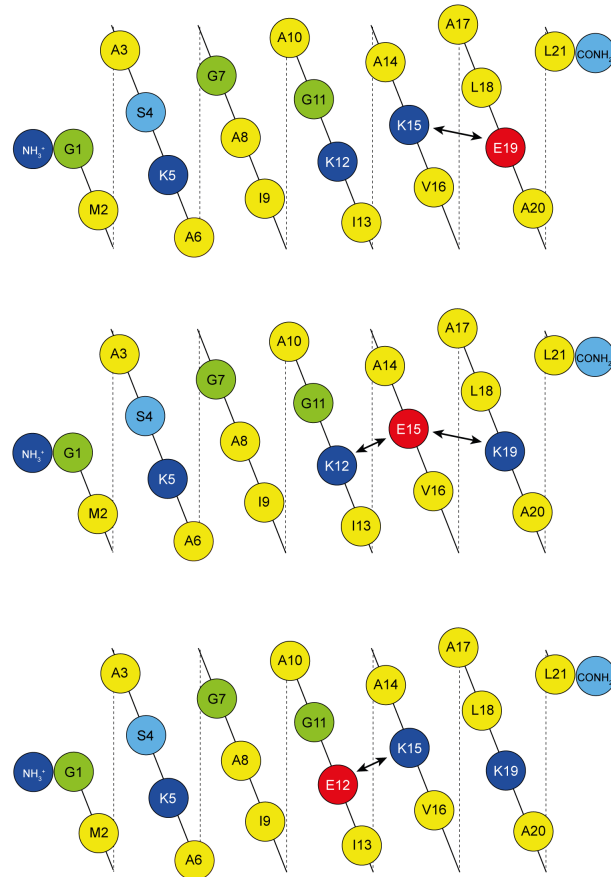 NH₃⁺ G1 M2 A3 S4 K5 A6 G7 A8 I9 A10 G11 K12 I13 A14 K15 V16 A17 L18 E19 A20 L21 CONH₂
NH₃⁺ G1 M2 A3 S4 K5 A6 G7 A8 I9 A10 G11 K12 I13 A14 E15 V16 A17 L18 K19 A20 L21 CONH₂
NH₃⁺ G1 M2 A3 S4 K5 A6 G7 A8 I9 A10 G11 E12 I13 A14 K15 V16 A17 L18 K19 A20 L21 CONH₂